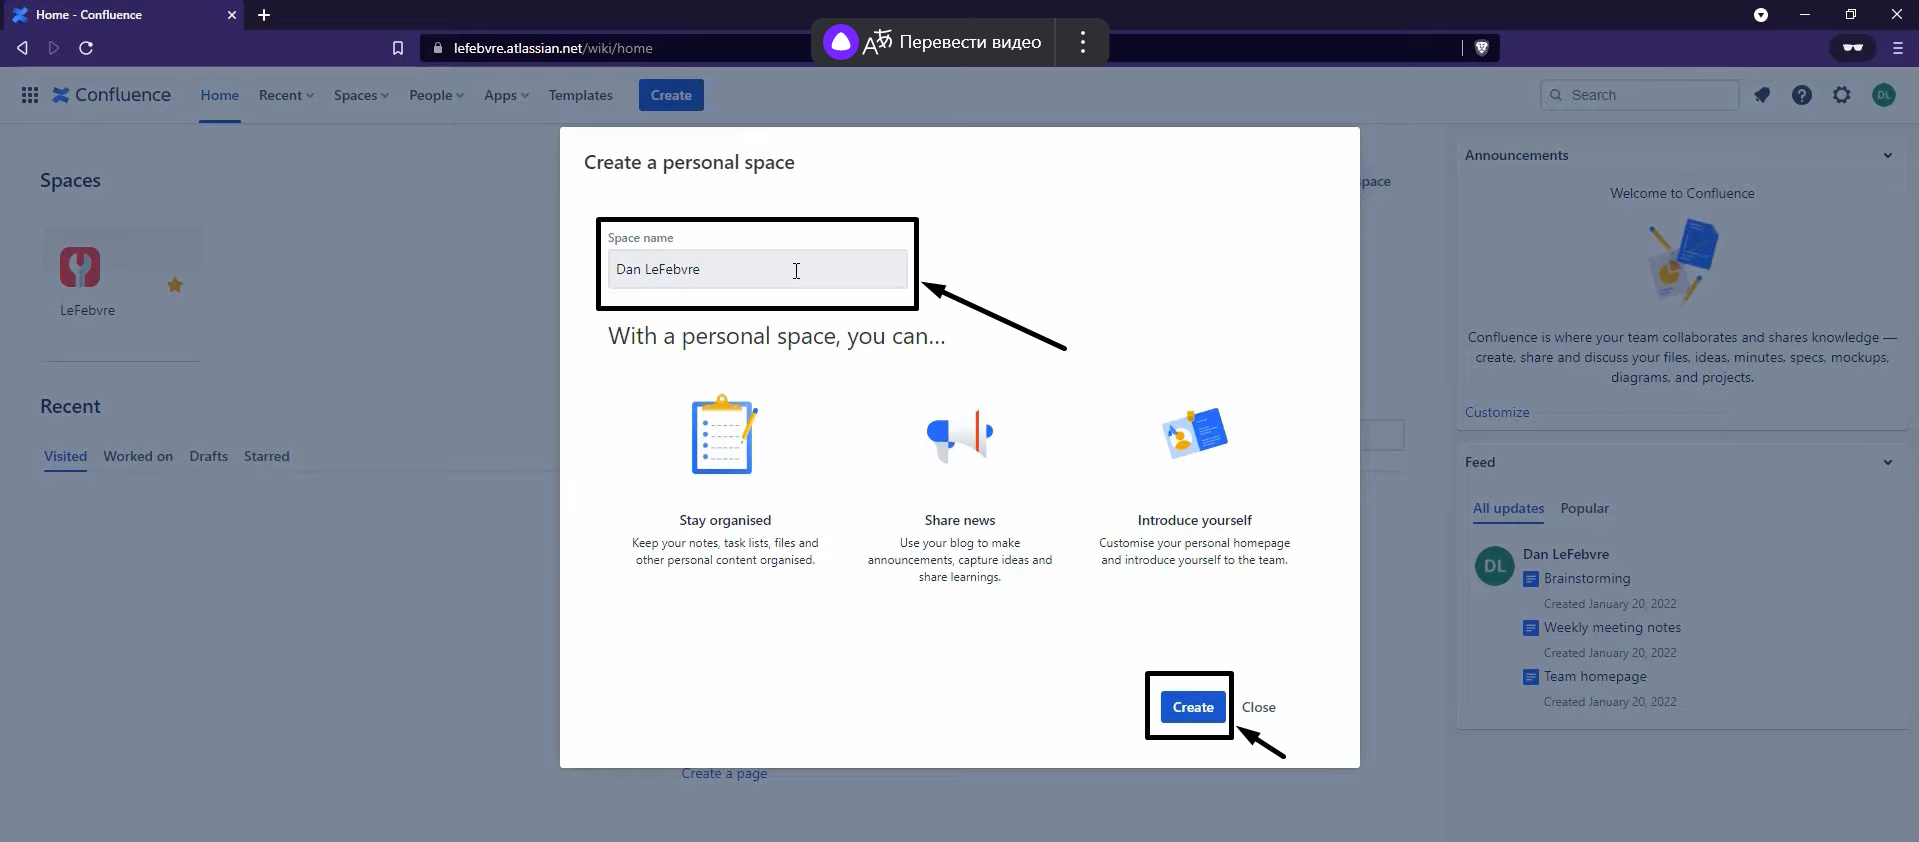 Home - Confluence
lefebvre.atlassian.net/wiki/home
Перевести видео
Confluence
Home
Recent
Spaces
People
Apps
Templates
Create
Search
DL
Spaces
LeFebvre
Recent
Visited
Worked on
Drafts
Starred
Create a personal space
Space name
Dan LeFebvre
With a personal space, you can...
Stay organised
Keep your notes, task lists, files and
other personal content organised.
Share news
Use your blog to make
announcements, capture ideas and
share learnings.
Introduce yourself
Customise your personal homepage
and introduce yourself to the team.
Create
Close
Create a page
Announcements
Welcome to Confluence
Confluence is where your team collaborates and shares knowledge —
create, share and discuss your files, ideas, minutes, specs, mockups,
diagrams, and projects.
Customize
Feed
All updates
Popular
DL
Dan LeFebvre
Brainstorming
Created January 20, 2022
Weekly meeting notes
Created January 20, 2022
Team homepage
Created January 20, 2022